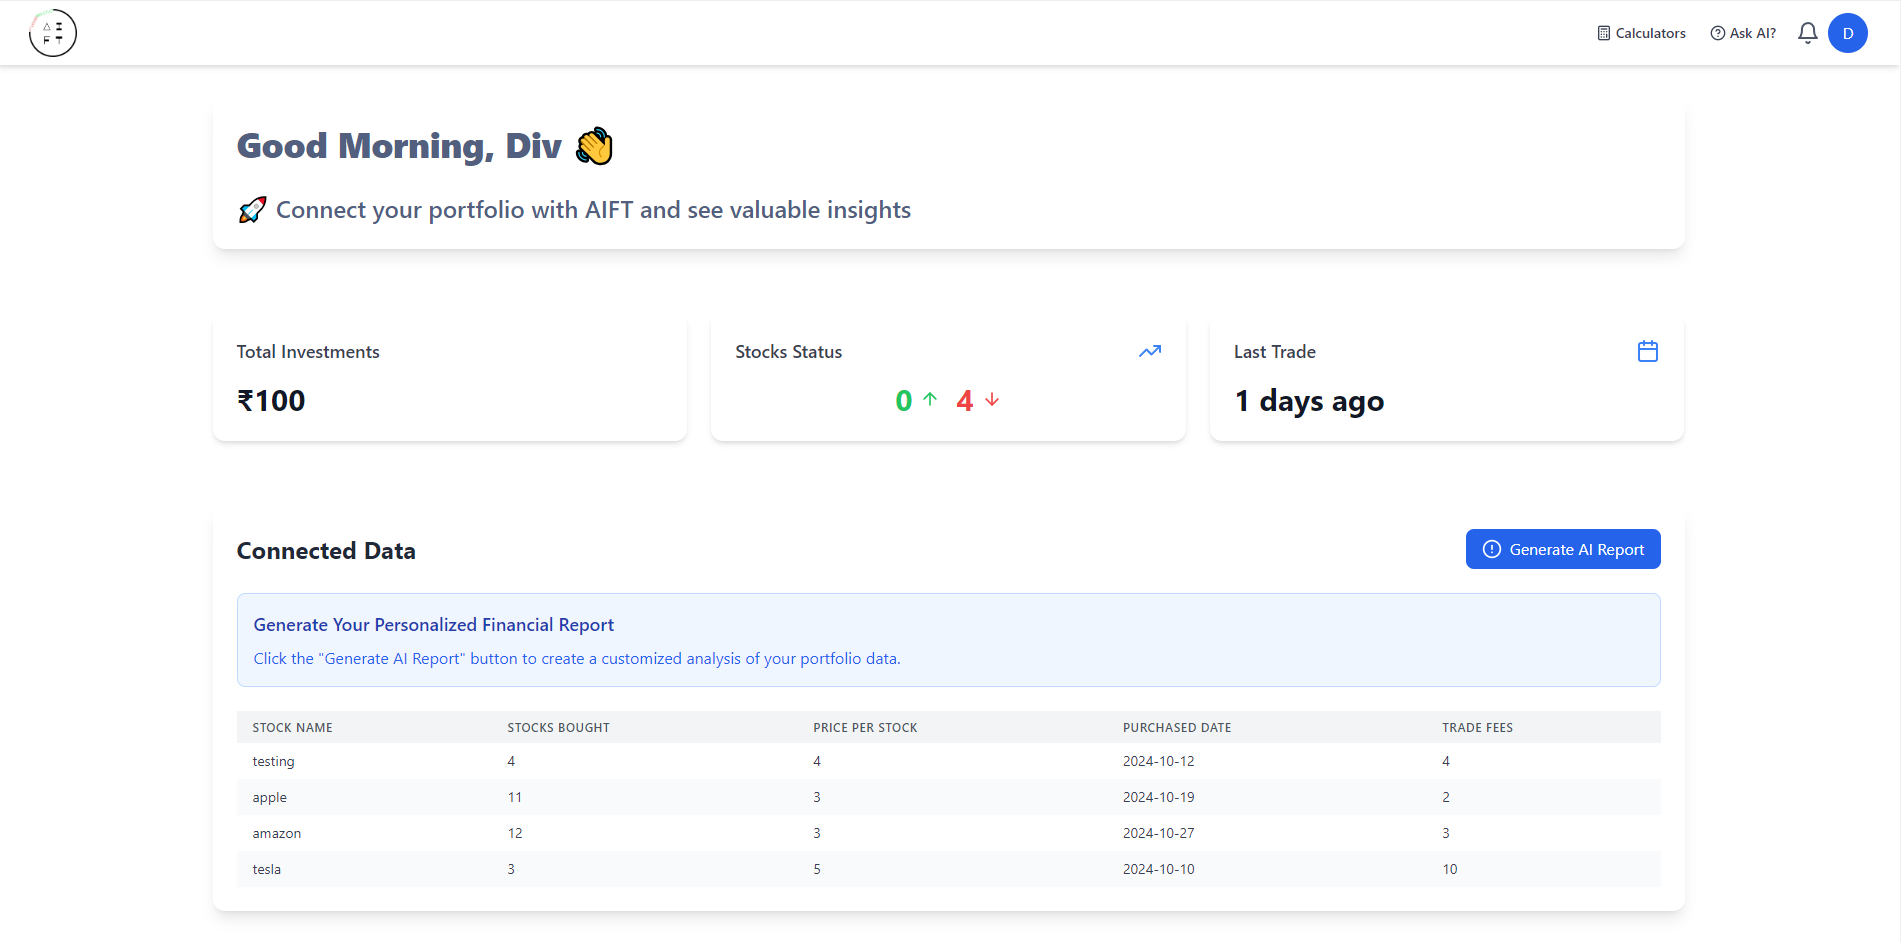 A I
F T
Calculators Ask AI? D
Good Morning, Div 👋
🚀 Connect your portfolio with AIFT and see valuable insights
Total Investments
₹100
Stocks Status
0 ↑ 4 ↓
Last Trade
1 days ago
Connected Data
Generate AI Report
Generate Your Personalized Financial Report
Click the "Generate AI Report" button to create a customized analysis of your portfolio data.
STOCK NAME STOCKS BOUGHT PRICE PER STOCK PURCHASED DATE TRADE FEES
testing 4 4 2024-10-12 4
apple 11 3 2024-10-19 2
amazon 12 3 2024-10-27 3
tesla 3 5 2024-10-10 10